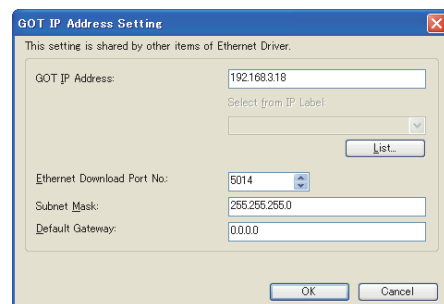 GOT IP Address Setting
This setting is shared by other items of Ethernet Driver.
GOT IP Address:
192.168.3.18
Select from IP Label:
List...
Ethernet Download Port No.:
5014
Subnet Mask:
255.255.255.0
Default Gateway:
0.0.0.0
OK
Cancel